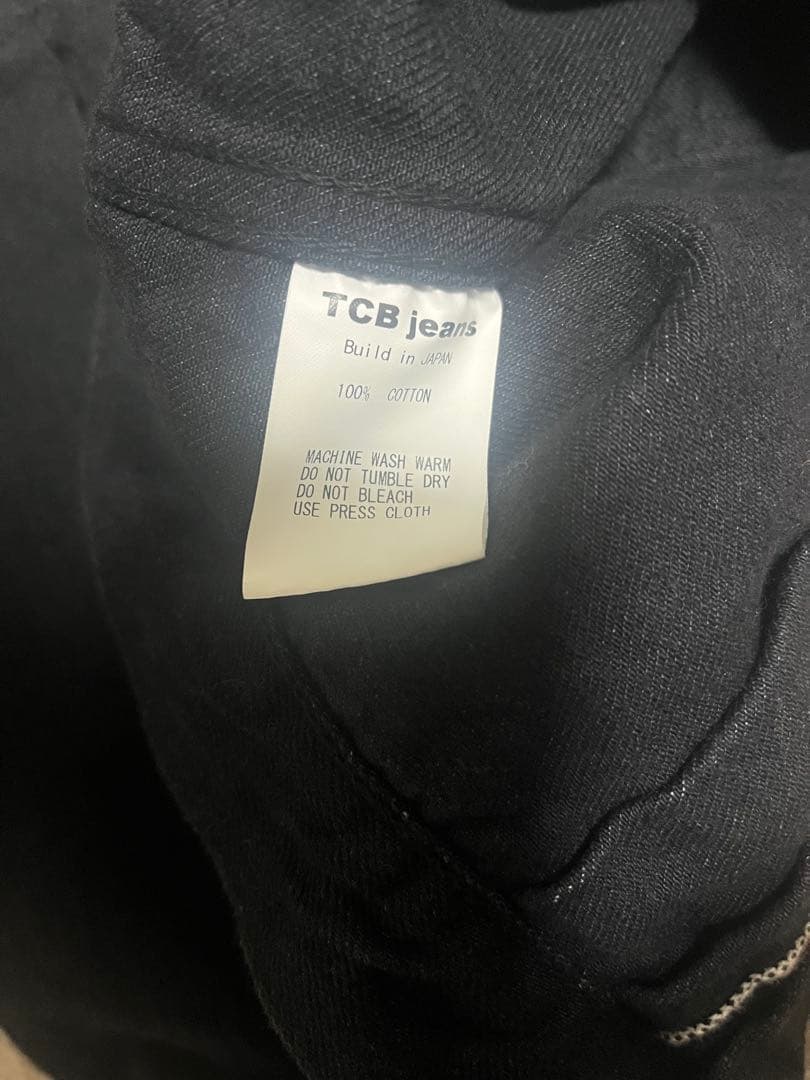 TCB jeans
Build in JAPAN
100% COTTON
MACHINE WASH WARM
DO NOT TUMBLE DRY
DO NOT BLEACH
USE PRESS CLOTH